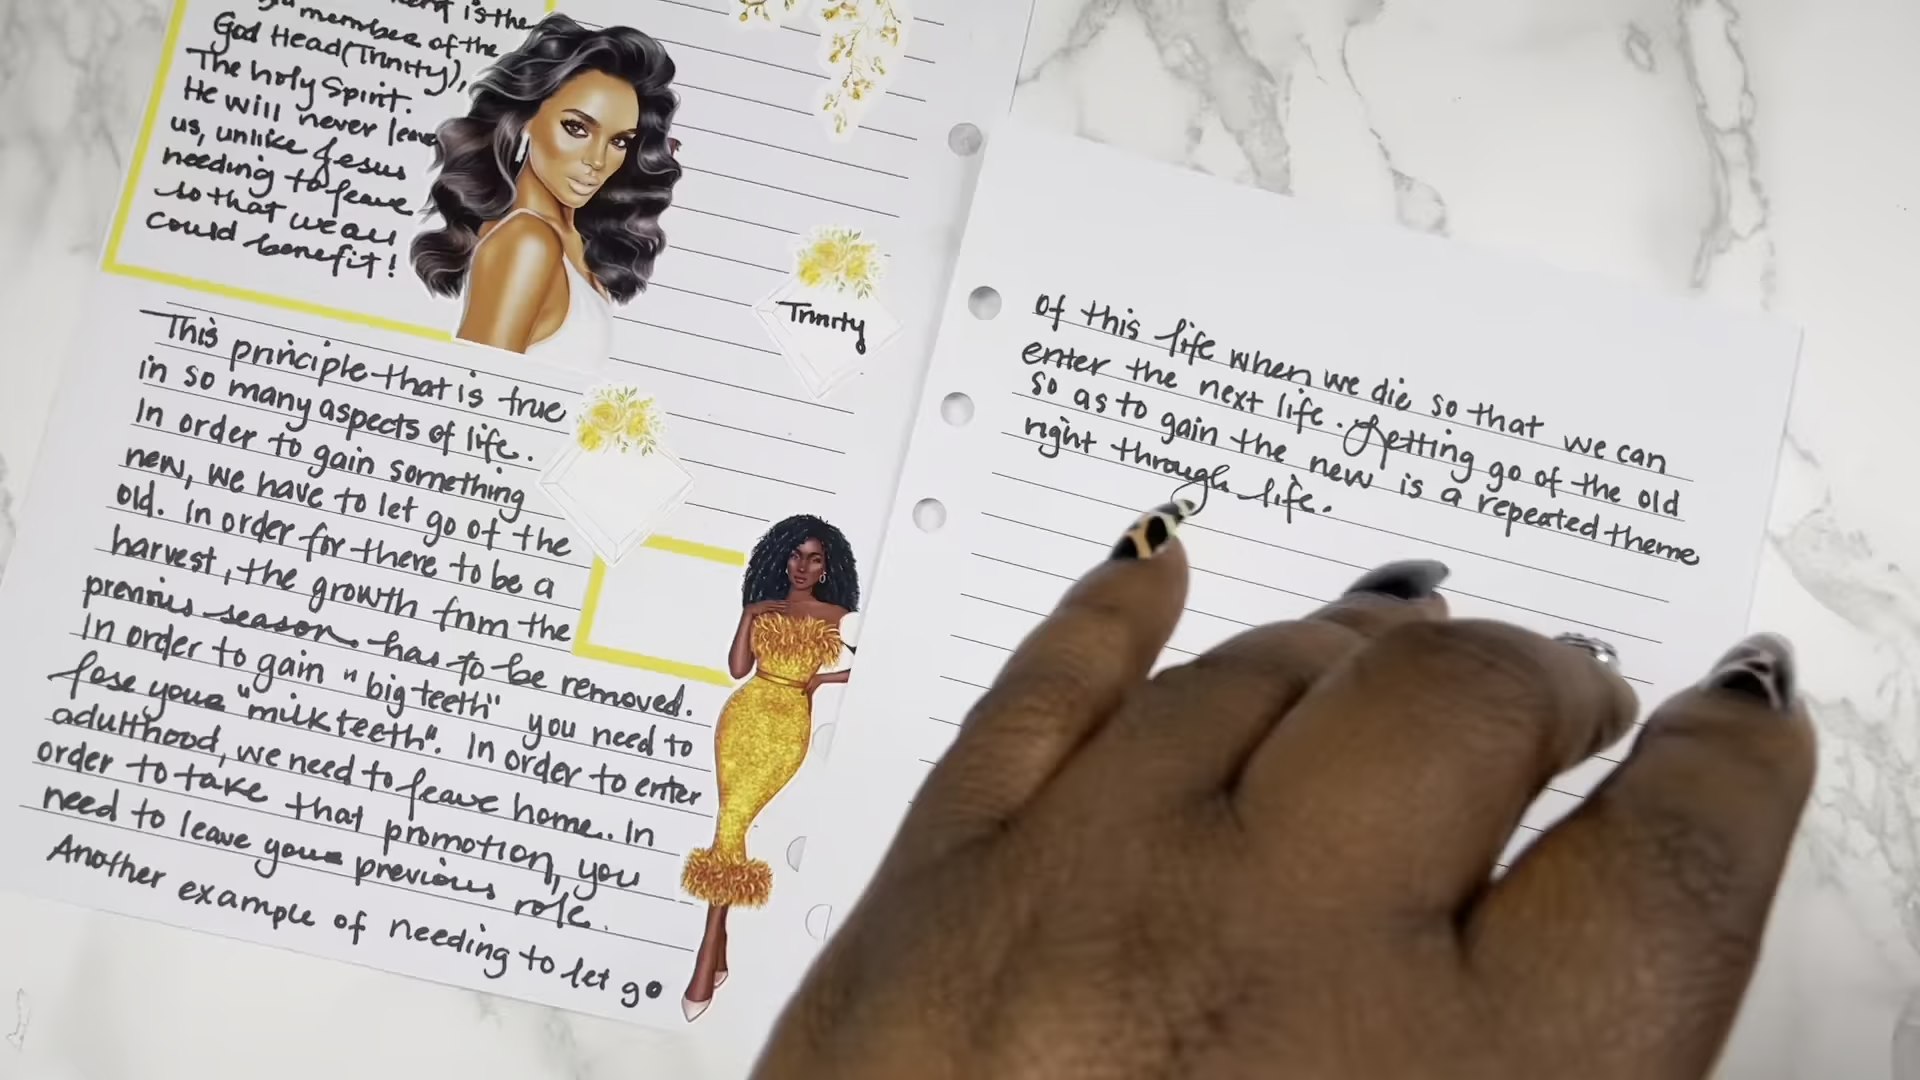 is the
member of the
God Head (Trinity),
The Holy Spirit.
He will never leave
us, unlike Jesus
needing to leave
so that we all
could benefit!
Trinity
This principle that is true
in so many aspects of life.
In order to gain something
new, we have to let go of the
old. In order for there to be a
harvest, the growth from the
previous season has to be removed.
In order to gain "big teeth" you need to
lose your "milk teeth". In order to enter
adulthood, we need to leave home. In
order to take that promotion, you
need to leave your previous role.
Another example of needing to let go
of this life when we die so that we can
enter the next life. Letting go of the old
so as to gain the new is a repeated theme
right through life.